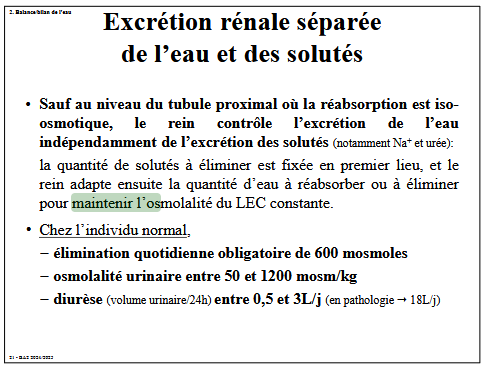 2. Balance/bilan de l'eau
Excrétion rénale séparée
de l'eau et des solutés
• Sauf au niveau du tubule proximal où la réabsorption est iso-
osmotique, le rein contrôle l'excrétion de l'eau
indépendamment de l'excrétion des solutés (notamment Na⁺ et urée):
la quantité de solutés à éliminer est fixée en premier lieu, et le
rein adapte ensuite la quantité d'eau à réabsorber ou à éliminer
pour maintenir l'osmolalité du LEC constante.
• Chez l'individu normal,
– élimination quotidienne obligatoire de 600 mosmoles
– osmolalité urinaire entre 50 et 1200 mosm/kg
– diurèse (volume urinaire/24h) entre 0,5 et 3L/j (en pathologie → 18L/j)